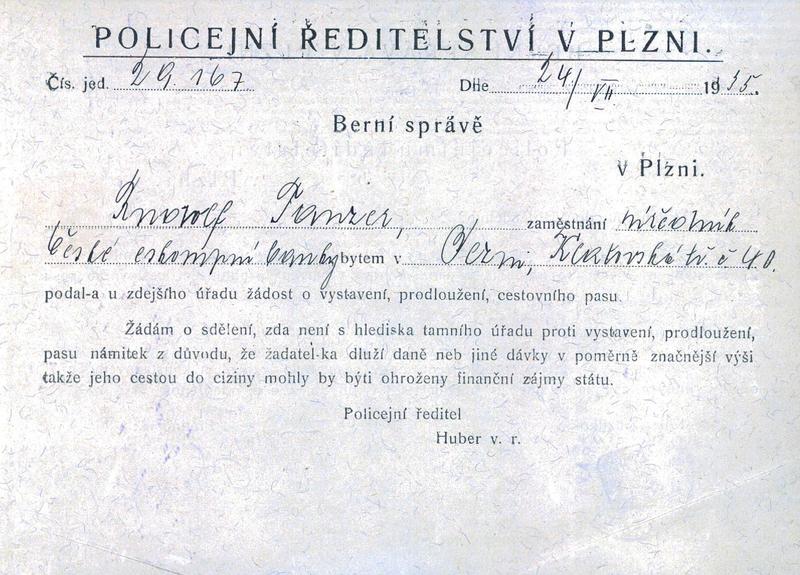 POLICEJNÍ ŘEDITELSTVÍ V PLZNI.
Čís. jed. 29.167 Dne 24/VII 1935.
Berní správě
v Plzni.
Rudolf Panzer, zaměstnání úředník
České eskomptní banky bytem v Plzni, Klatovská tř. č 40.
podal-a u zdejšího úřadu žádost o vystavení, prodloužení, cestovního pasu.
Žádám o sdělení, zda není s hlediska tamního úřadu proti vystavení, prodloužení,
pasu námitek z důvodu, že žadatel-ka dluží daně neb jiné dávky v poměrně značnější výši
takže jeho cestou do ciziny mohly by býti ohroženy finanční zájmy státu.
Policejní ředitel
Huber v. r.